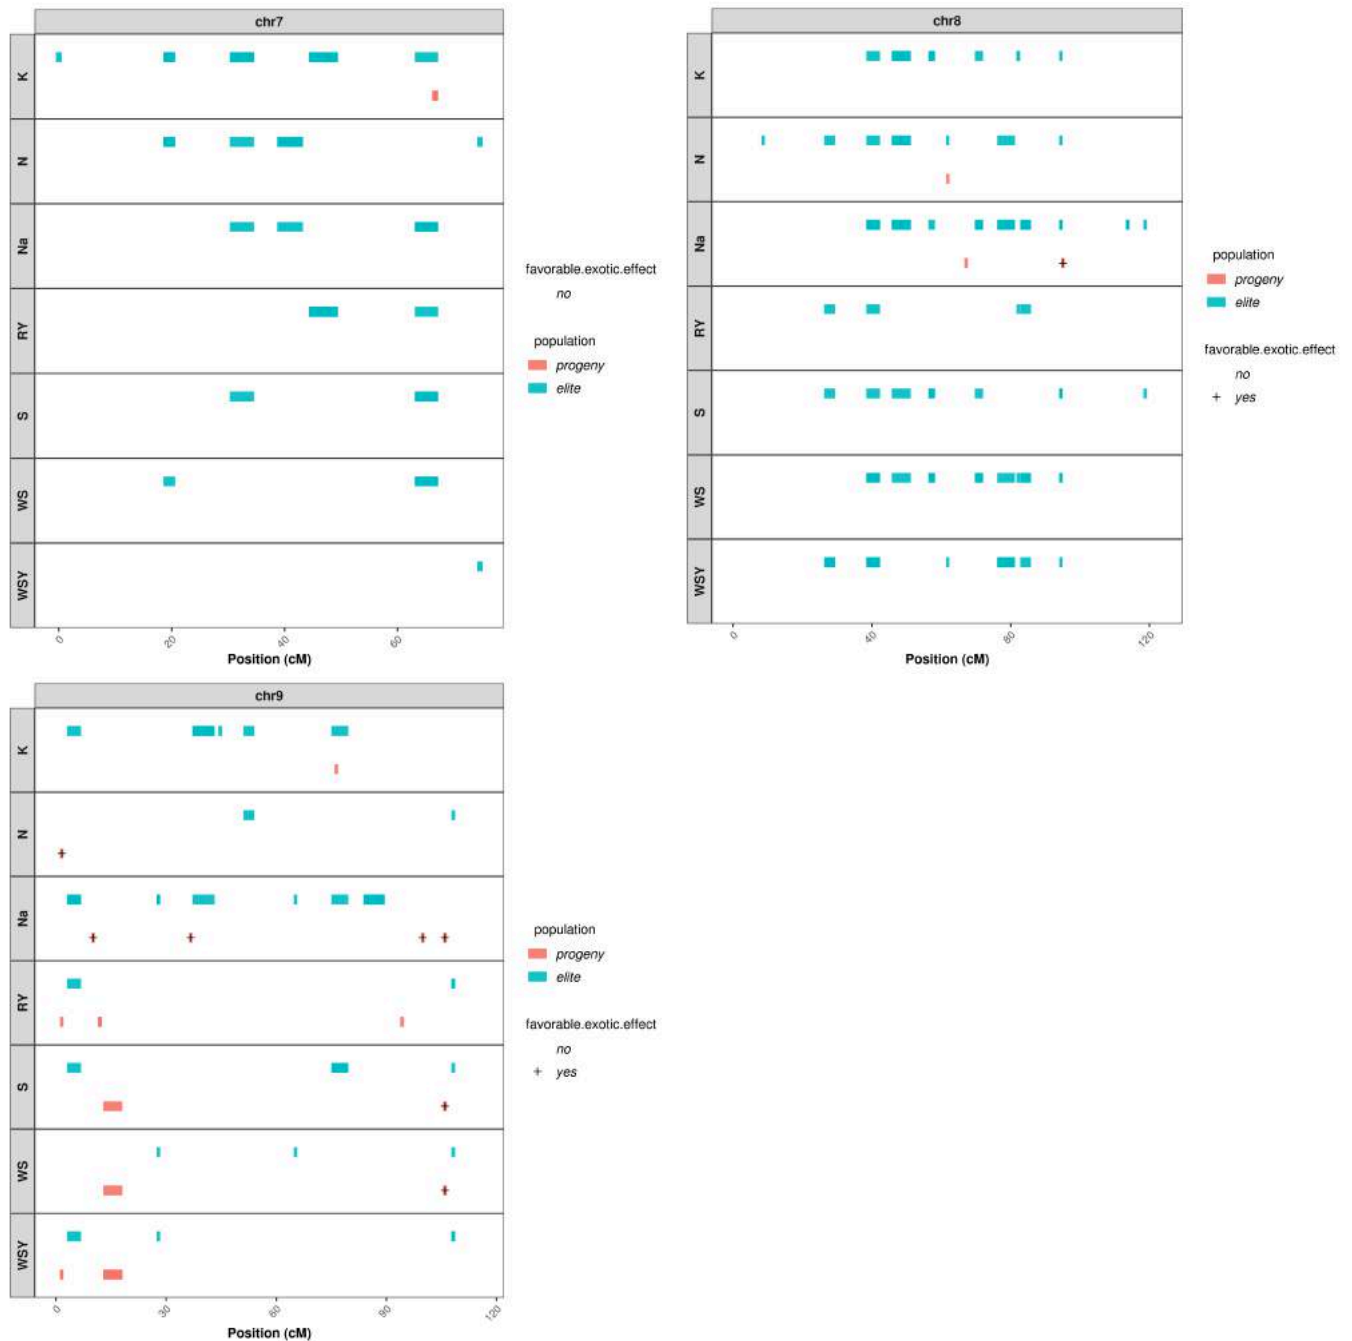 chr7
K
N
Na
RY
S
WS
WSY
0
20
40
60
Position (cM)
favorable.exotic.effect
no
population
progeny
elite
chr8
K
N
Na
RY
S
WS
WSY
0
40
80
120
Position (cM)
population
progeny
elite
favorable.exotic.effect
no
+ yes
chr9
K
N
Na
RY
S
WS
WSY
0
30
60
90
120
Position (cM)
population
progeny
elite
favorable.exotic.effect
no
+ yes